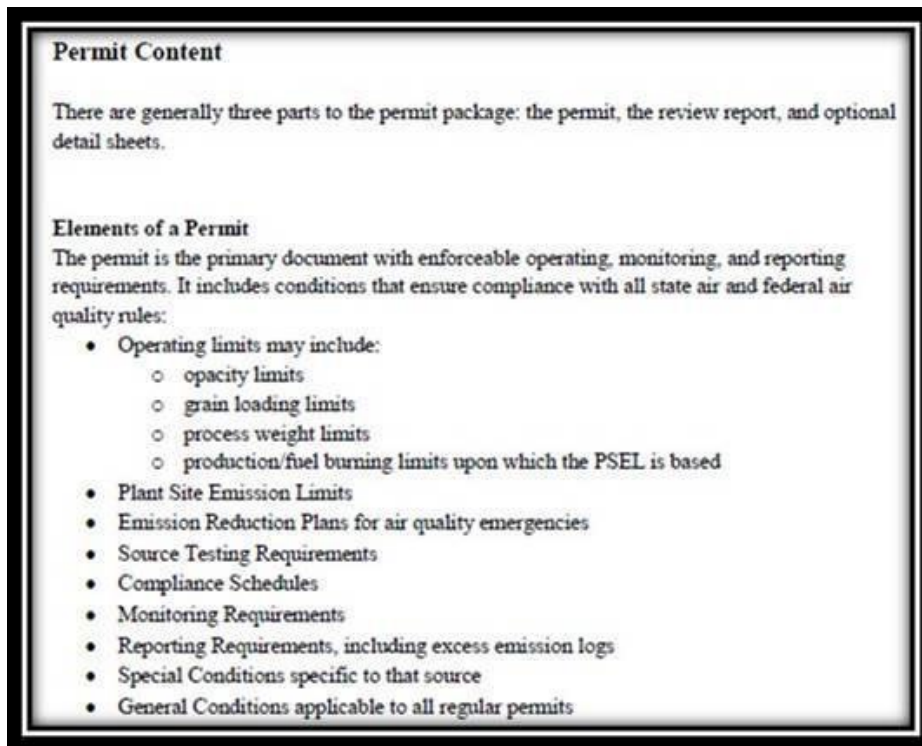 Permit Content
There are generally three parts to the permit package: the permit, the review report, and optional
detail sheets.
Elements of a Permit
The permit is the primary document with enforceable operating, monitoring, and reporting
requirements. It includes conditions that ensure compliance with all state air and federal air
quality rules:
• Operating limits may include:
o opacity limits
o grain loading limits
o process weight limits
o production/fuel burning limits upon which the PSEL is based
• Plant Site Emission Limits
• Emission Reduction Plans for air quality emergencies
• Source Testing Requirements
• Compliance Schedules
• Monitoring Requirements
• Reporting Requirements, including excess emission logs
• Special Conditions specific to that source
• General Conditions applicable to all regular permits